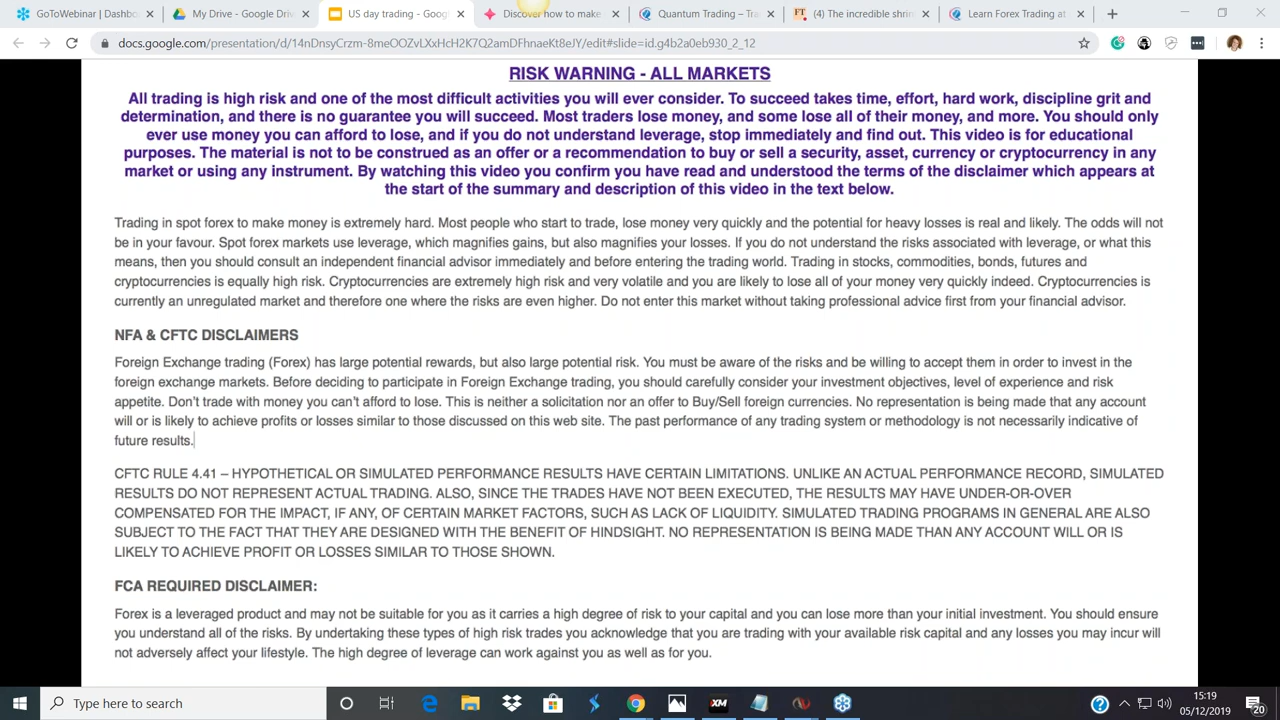 GoToWebinar | Dashbo
My Drive - Google Dri
US day trading - Goog
Discover how to make
Quantum Trading – Tra
(4) The incredible shri
Learn Forex Trading at
docs.google.com/presentation/d/14nDnsyCrzm-8meOOZvLXxHcH2K7Q2amDFhnaeKt8eJY/edit#slide=id.g4b2a0eb930_2_12
RISK WARNING - ALL MARKETS
All trading is high risk and one of the most difficult activities you will ever consider. To succeed takes time, effort, hard work, discipline grit and
determination, and there is no guarantee you will succeed. Most traders lose money, and some lose all of their money, and more. You should only
ever use money you can afford to lose, and if you do not understand leverage, stop immediately and find out. This video is for educational
purposes. The material is not to be construed as an offer or a recommendation to buy or sell a security, asset, currency or cryptocurrency in any
market or using any instrument. By watching this video you confirm you have read and understood the terms of the disclaimer which appears at
the start of the summary and description of this video in the text below.
Trading in spot forex to make money is extremely hard. Most people who start to trade, lose money very quickly and the potential for heavy losses is real and likely. The odds will not
be in your favour. Spot forex markets use leverage, which magnifies gains, but also magnifies your losses. If you do not understand the risks associated with leverage, or what this
means, then you should consult an independent financial advisor immediately and before entering the trading world. Trading in stocks, commodities, bonds, futures and
cryptocurrencies is equally high risk. Cryptocurrencies are extremely high risk and very volatile and you are likely to lose all of your money very quickly indeed. Cryptocurrencies is
currently an unregulated market and therefore one where the risks are even higher. Do not enter this market without taking professional advice first from your financial advisor.
NFA & CFTC DISCLAIMERS
Foreign Exchange trading (Forex) has large potential rewards, but also large potential risk. You must be aware of the risks and be willing to accept them in order to invest in the
foreign exchange markets. Before deciding to participate in Foreign Exchange trading, you should carefully consider your investment objectives, level of experience and risk
appetite. Don't trade with money you can't afford to lose. This is neither a solicitation nor an offer to Buy/Sell foreign currencies. No representation is being made that any account
will or is likely to achieve profits or losses similar to those discussed on this web site. The past performance of any trading system or methodology is not necessarily indicative of
future results.
CFTC RULE 4.41 – HYPOTHETICAL OR SIMULATED PERFORMANCE RESULTS HAVE CERTAIN LIMITATIONS. UNLIKE AN ACTUAL PERFORMANCE RECORD, SIMULATED
RESULTS DO NOT REPRESENT ACTUAL TRADING. ALSO, SINCE THE TRADES HAVE NOT BEEN EXECUTED, THE RESULTS MAY HAVE UNDER-OR-OVER
COMPENSATED FOR THE IMPACT, IF ANY, OF CERTAIN MARKET FACTORS, SUCH AS LACK OF LIQUIDITY. SIMULATED TRADING PROGRAMS IN GENERAL ARE ALSO
SUBJECT TO THE FACT THAT THEY ARE DESIGNED WITH THE BENEFIT OF HINDSIGHT. NO REPRESENTATION IS BEING MADE THAN ANY ACCOUNT WILL OR IS
LIKELY TO ACHIEVE PROFIT OR LOSSES SIMILAR TO THOSE SHOWN.
FCA REQUIRED DISCLAIMER:
Forex is a leveraged product and may not be suitable for you as it carries a high degree of risk to your capital and you can lose more than your initial investment. You should ensure
you understand all of the risks. By undertaking these types of high risk trades you acknowledge that you are trading with your available risk capital and any losses you may incur will
not adversely affect your lifestyle. The high degree of leverage can work against you as well as for you.
Type here to search
XM
15:19
05/12/2019
20